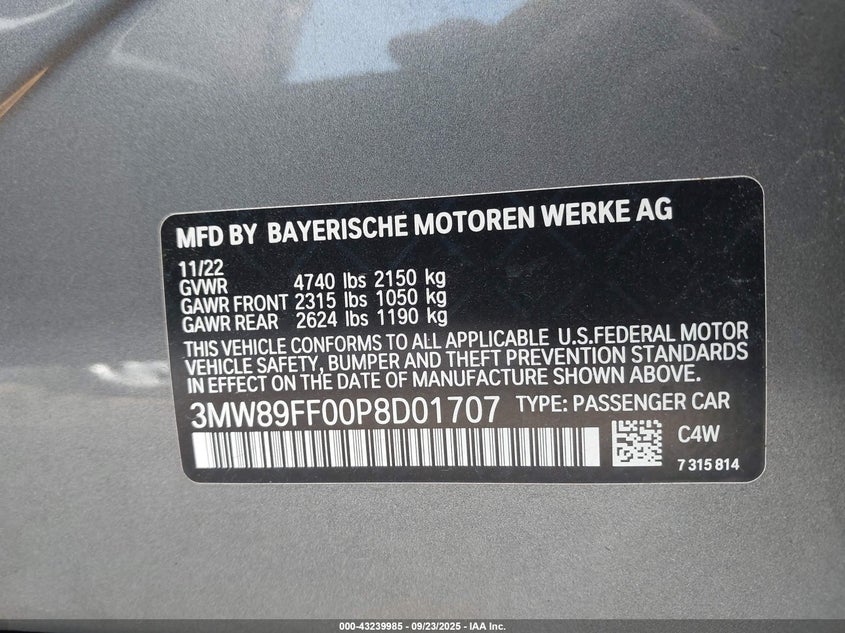 MFD BY BAYERISCHE MOTOREN WERKE AG
11/22
GVWR 4740 lbs 2150 kg
GAWR FRONT 2315 lbs 1050 kg
GAWR REAR 2624 lbs 1190 kg
THIS VEHICLE CONFORMS TO ALL APPLICABLE U.S.FEDERAL MOTOR
VEHICLE SAFETY, BUMPER AND THEFT PREVENTION STANDARDS
IN EFFECT ON THE DATE OF MANUFACTURE SHOWN ABOVE.
3MW89FF00P8D01707 TYPE: PASSENGER CAR
C4W
7 315 814
000-43239985 - 09/23/2025 - IAA Inc.